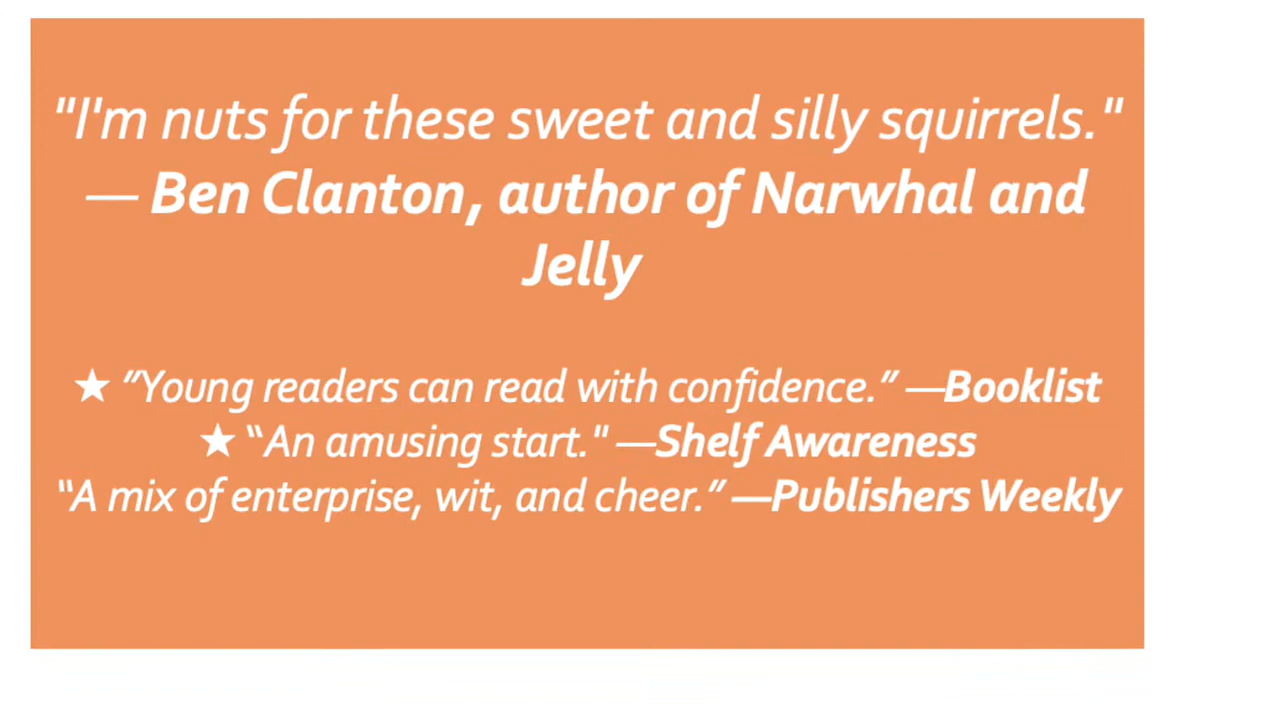 "I'm nuts for these sweet and silly squirrels."
— Ben Clanton, author of Narwhal and
Jelly
★ ”Young readers can read with confidence.” —Booklist
★ “An amusing start." —Shelf Awareness
“A mix of enterprise, wit, and cheer.” —Publishers Weekly